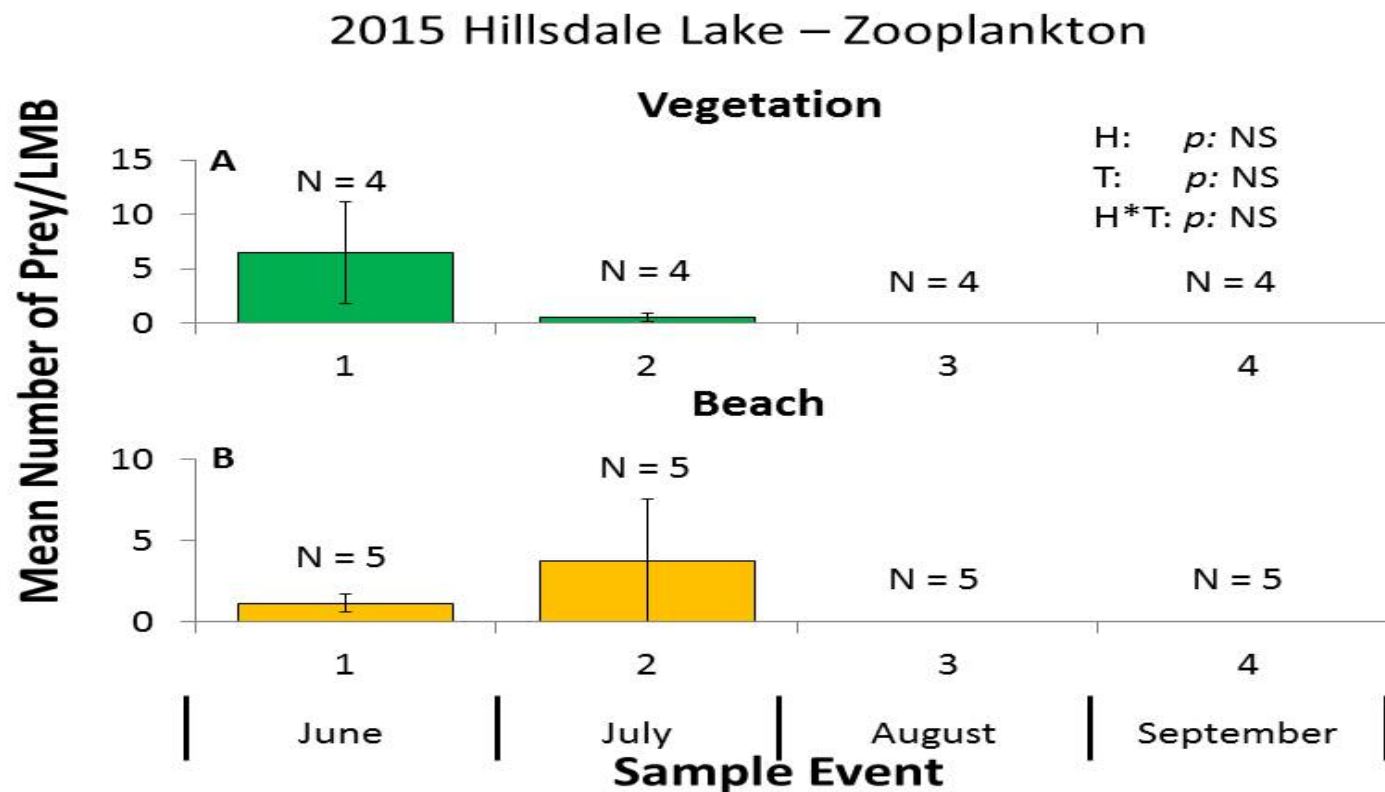 2015 Hillsdale Lake – Zooplankton
Mean Number of Prey/LMB
Vegetation
H: p: NS
T: p: NS
H*T: p: NS
A
15
10
5
0
N = 4
N = 4
N = 4
N = 4
1 2 3 4
Beach
B
10
5
0
N = 5
N = 5
N = 5
N = 5
1 2 3 4
June July August September
Sample Event